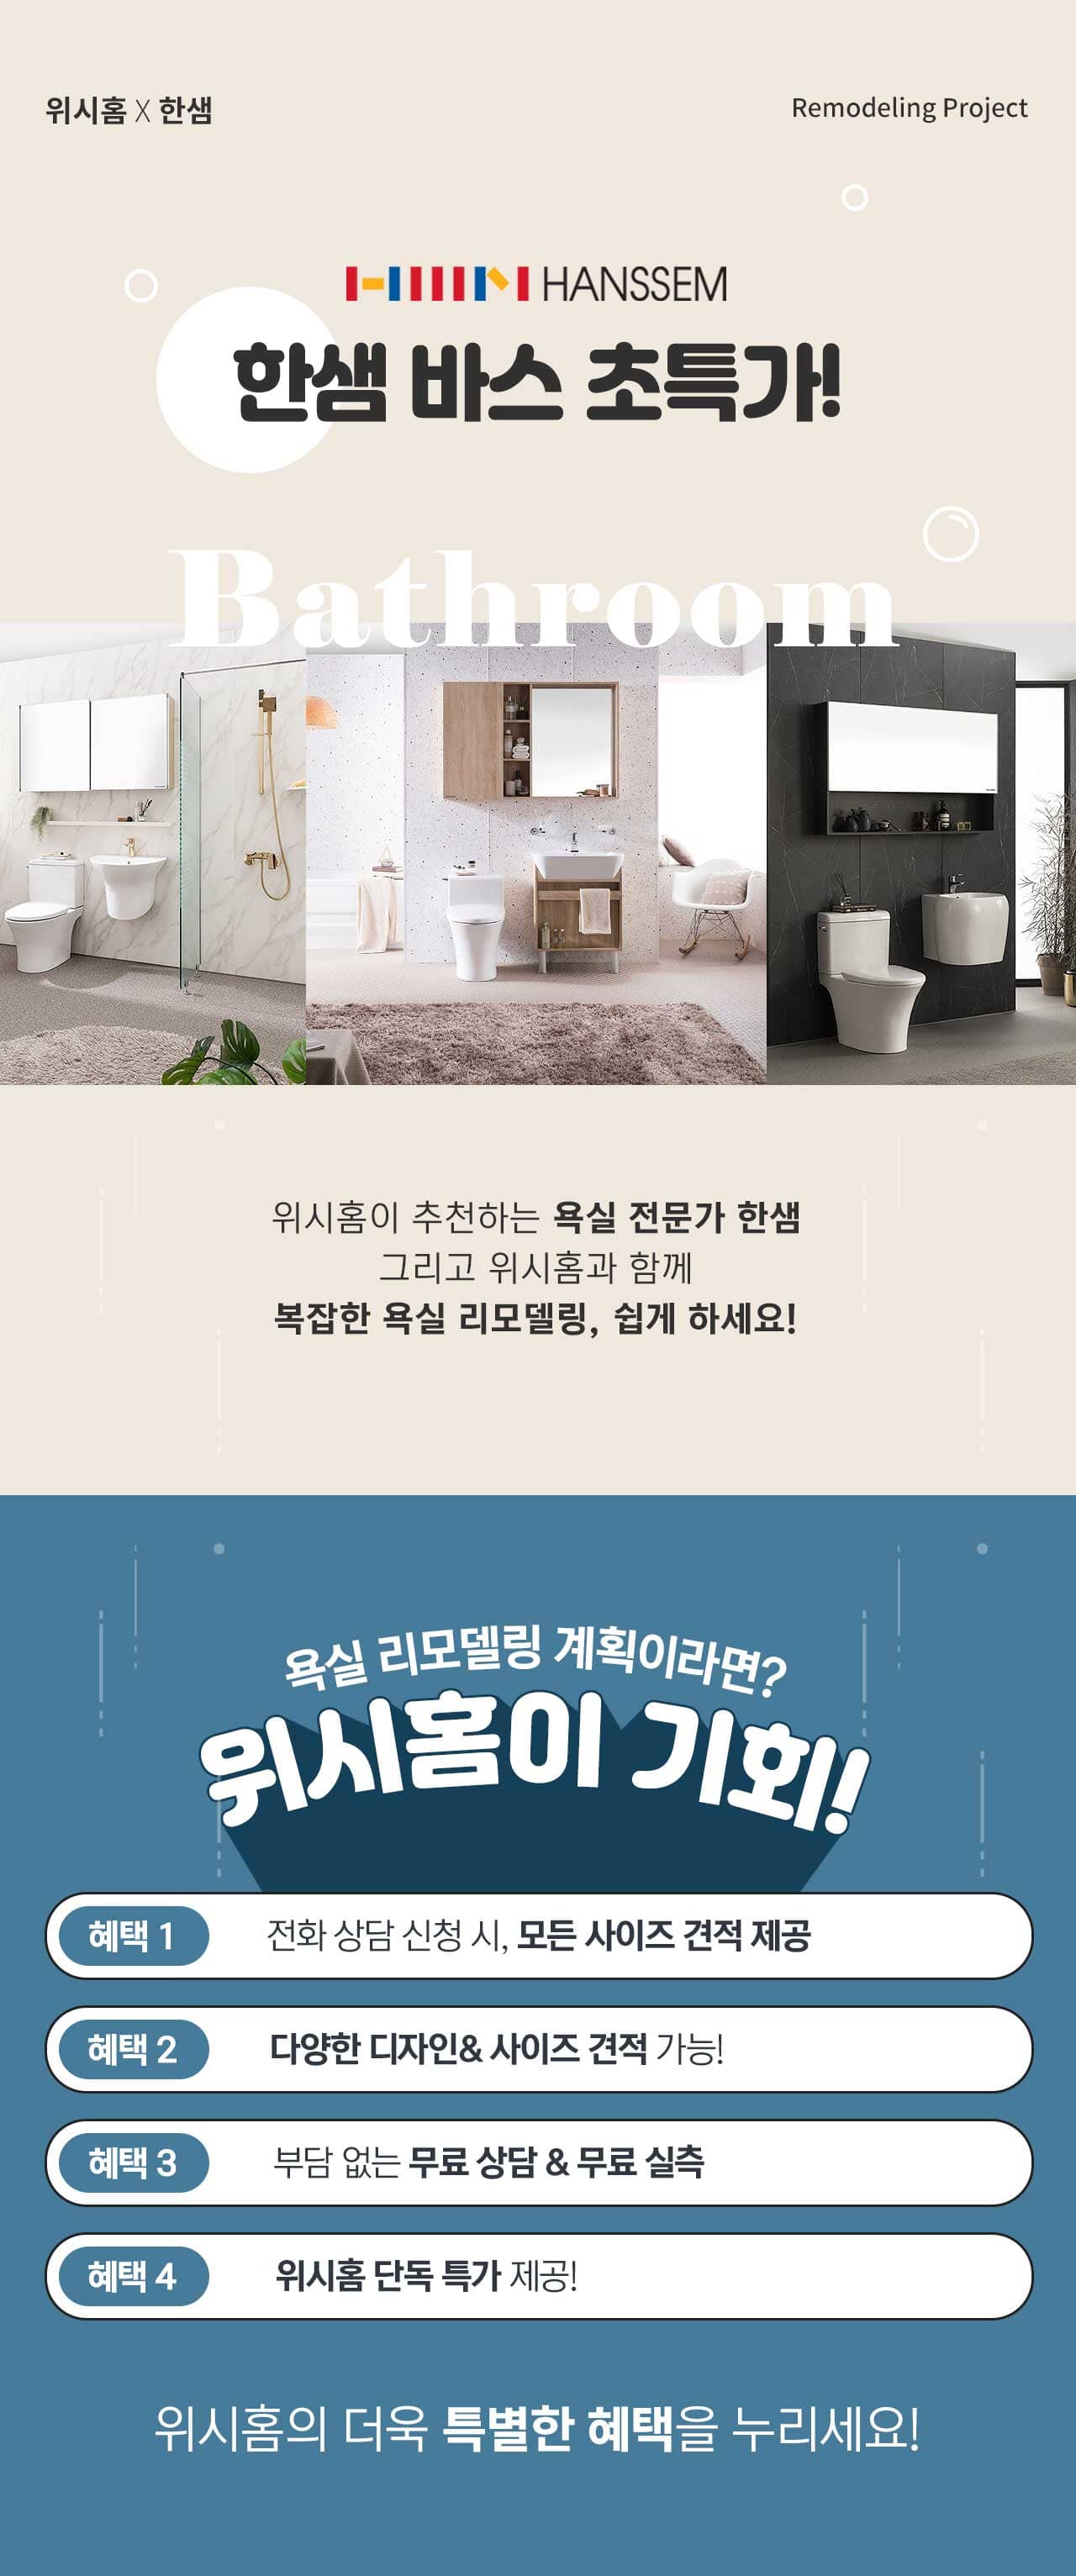 위시홈 X 한샘
Remodeling Project
HANSSEM
한샘 바스 초특가!
Bathroom
위시홈이 추천하는 욕실 전문가 한샘
그리고 위시홈과 함께
복잡한 욕실 리모델링, 쉽게 하세요!
욕실 리모델링 계획이라면?
위시홈이 기회!
혜택 1
전화 상담 신청 시, 모든 사이즈 견적 제공
혜택 2
다양한 디자인& 사이즈 견적 가능!
혜택 3
부담 없는 무료 상담 & 무료 실측
혜택 4
위시홈 단독 특가 제공!
위시홈의 더욱 특별한 혜택을 누리세요!